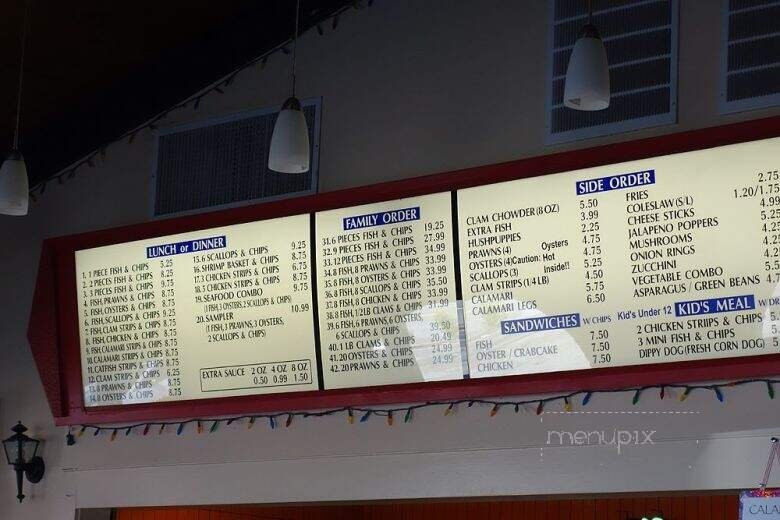 LUNCH or DINNER
1. 1 PIECE FISH & CHIPS 5.25
2. 2 PIECES FISH & CHIPS 8.25
3. 3 PIECES FISH & CHIPS 9.75
4. FISH, PRAWNS & CHIPS 8.75
5. FISH, OYSTERS & CHIPS 8.75
6. FISH, SCALLOPS & CHIPS 9.25
7. FISH, CLAM STRIPS & CHIPS 8.75
8. FISH, CHICKEN & CHIPS 8.75
9. FISH, CALAMARI STRIPS & CHIPS 8.75
10. CALAMARI STRIPS & CHIPS 8.75
11. CATFISH STRIPS & CHIPS 8.75
12. CLAM STRIPS & CHIPS 6.25
13. 8 PRAWNS & CHIPS 8.75
14. 8 OYSTERS & CHIPS 8.75
15. 6 SCALLOPS & CHIPS 9.25
16. SHRIMP BASKET & CHIPS 8.75
17. 3 CHICKEN STRIPS & CHIPS 6.75
18. 5 CHICKEN STRIPS & CHIPS 8.75
19. SEAFOOD COMBO 9.75
(1 FISH, 3 OYSTERS, 2 SCALLOPS & CHIPS)
20. SAMPLER 10.99
(1 FISH, 3 PRAWNS, 3 OYSTERS,
2 SCALLOPS & CHIPS)
EXTRA SAUCE 2 OZ 4 OZ 8 OZ
0.50 0.99 1.50
FAMILY ORDER
31. 6 PIECES FISH & CHIPS 19.25
32. 9 PIECES FISH & CHIPS 27.99
33. 12 PIECES FISH & CHIPS 34.99
34. 8 FISH, 8 PRAWNS & CHIPS 33.99
35. 8 FISH, 8 OYSTERS & CHIPS 33.99
36. 8 FISH, 8 SCALLOPS & CHIPS 35.50
37. 8 FISH, 8 CHICKEN & CHIPS 33.99
38. 8 FISH, 1/2LB CLAMS & CHIPS 31.99
39. 6 FISH, 6 PRAWNS, 6 OYSTERS,
6 SCALLOPS & CHIPS 39.50
40. 1 LB CLAMS & CHIPS 20.49
41. 20 OYSTERS & CHIPS 24.99
42. 20 PRAWNS & CHIPS 24.99
SIDE ORDER
CLAM CHOWDER (8 OZ) 5.50
EXTRA FISH 3.99
HUSHPUPPIES 2.25
PRAWNS (4) 4.75
OYSTERS (4) Caution: Hot Oysters Inside!! 4.75
SCALLOPS (3) 5.25
CLAM STRIPS (1/4 LB) 4.50
CALAMARI 5.75
CALAMARI LEGS 6.50
FRIES 2.75
COLESLAW (S/L) 1.20/1.75
CHEESE STICKS 4.99
JALAPENO POPPERS 5.25
MUSHROOMS 4.25
ONION RINGS 4.25
ZUCCHINI 5.5
VEGETABLE COMBO 5.5
ASPARAGUS / GREEN BEANS 4.7
SANDWICHES W/ CHIPS
FISH 7.50
OYSTER / CRABCAKE 7.50
CHICKEN 7.50
Kid's Under 12 KID'S MEAL
2 CHICKEN STRIIPS & CHIPS 5.
3 MINI FISH & CHIPS 5.
DIPPY DOG (FRESH CORN DOG) 5
menupix
CALA